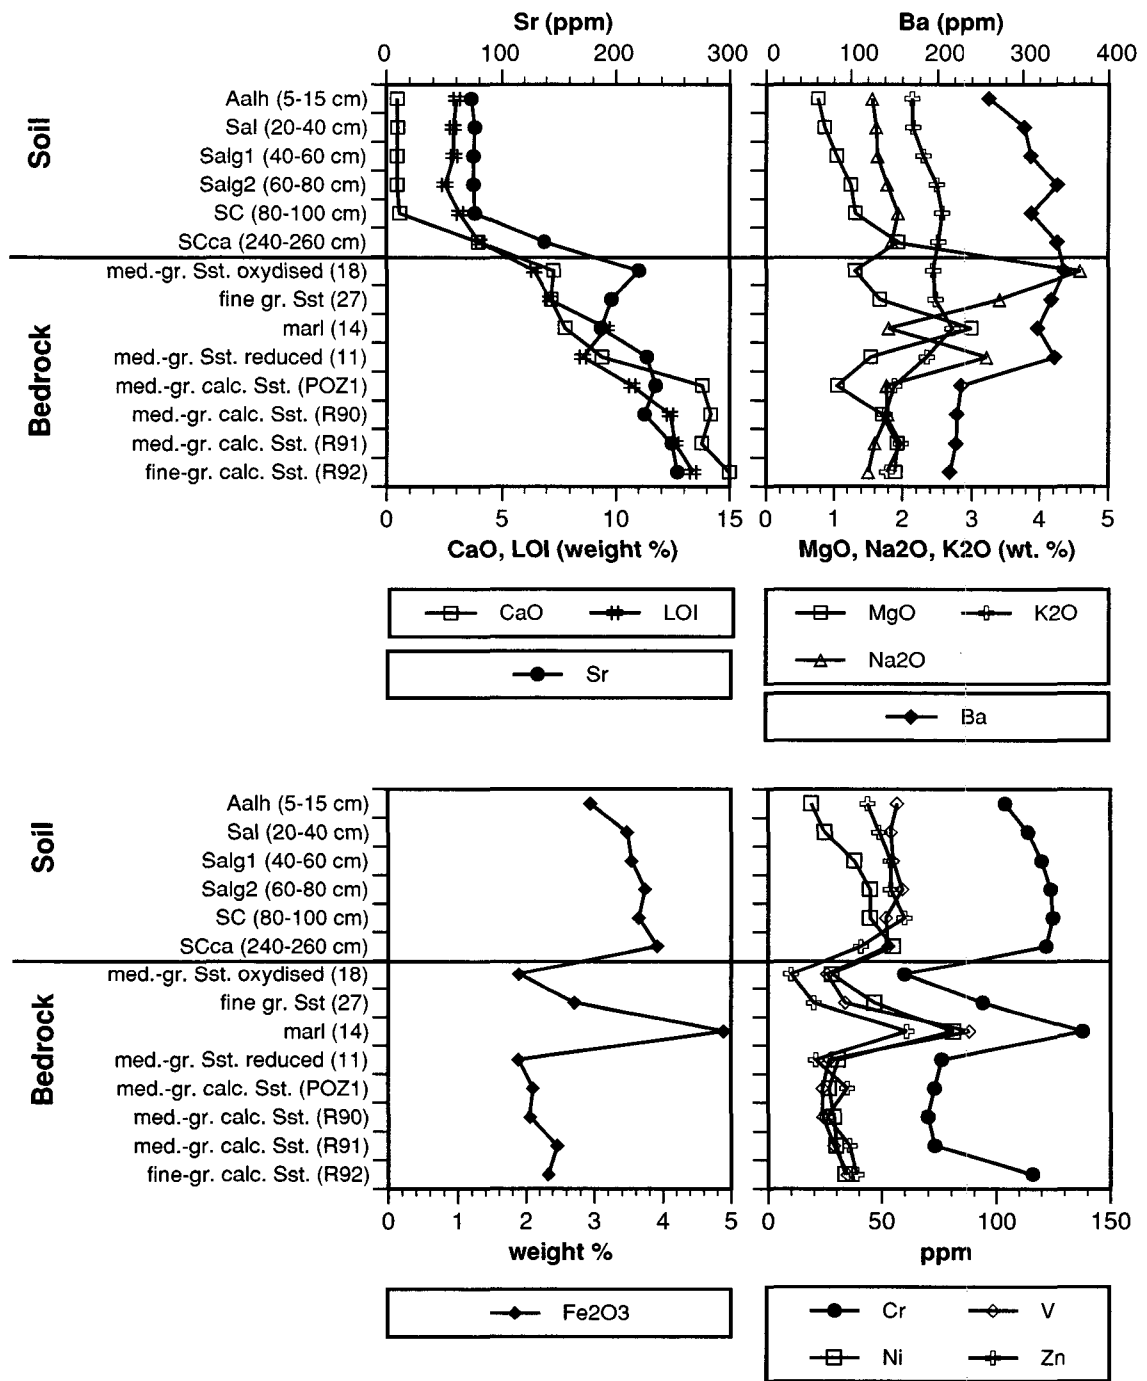 Sr (ppm)
0 100 200 300
Ba (ppm)
0 100 200 300 400
Soil
Aalh (5-15 cm)
Sal (20-40 cm)
Salg1 (40-60 cm)
Salg2 (60-80 cm)
SC (80-100 cm)
SCca (240-260 cm)
Bedrock
med.-gr. Sst. oxydised (18)
fine gr. Sst (27)
marl (14)
med.-gr. Sst. reduced (11)
med.-gr. calc. Sst. (POZ1)
med.-gr. calc. Sst. (R90)
med.-gr. calc. Sst. (R91)
fine-gr. calc. Sst. (R92)
0 5 10 15
CaO, LOI (weight %)
0 1 2 3 4 5
MgO, Na2O, K2O (wt. %)
CaO LOI
Sr
MgO K2O
Na2O
Ba
Soil
Aalh (5-15 cm)
Sal (20-40 cm)
Salg1 (40-60 cm)
Salg2 (60-80 cm)
SC (80-100 cm)
SCca (240-260 cm)
Bedrock
med.-gr. Sst. oxydised (18)
fine gr. Sst (27)
marl (14)
med.-gr. Sst. reduced (11)
med.-gr. calc. Sst. (POZ1)
med.-gr. calc. Sst. (R90)
med.-gr. calc. Sst. (R91)
fine-gr. calc. Sst. (R92)
0 1 2 3 4 5
weight %
0 50 100 150
ppm
Fe2O3
Cr V
Ni Zn